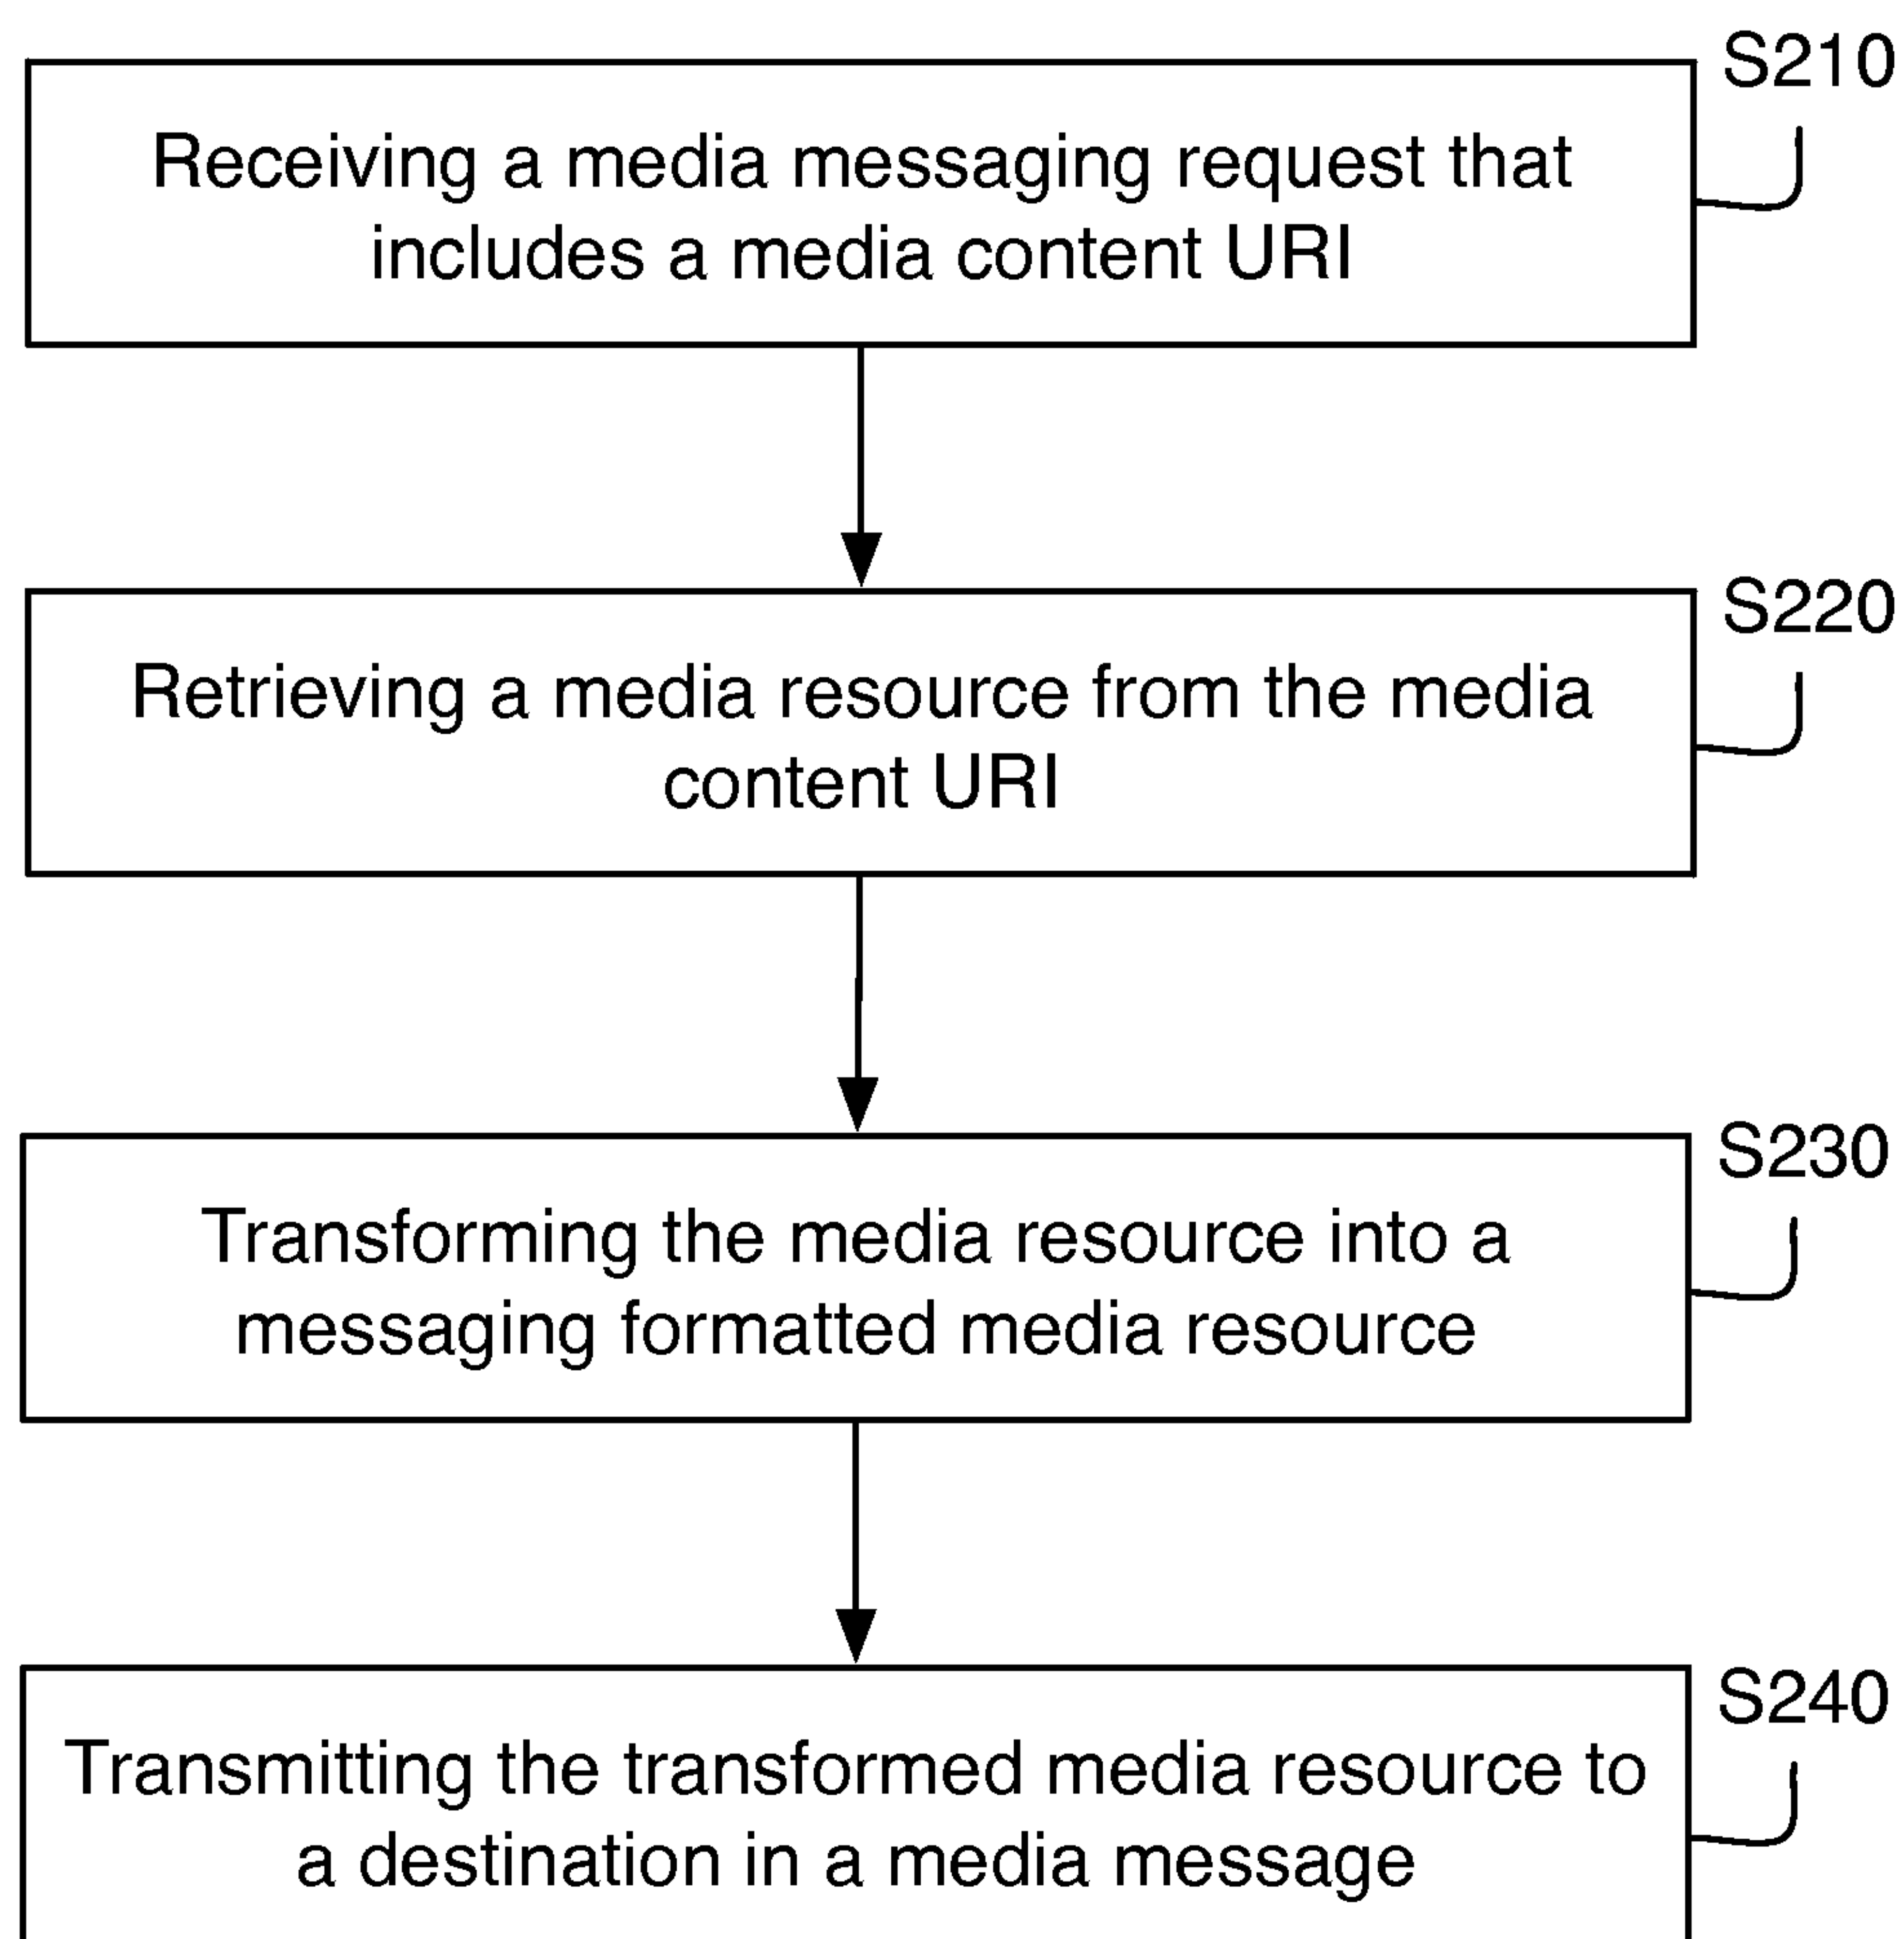 S210
Receiving a media messaging request that
includes a media content URI
S220
Retrieving a media resource from the media
content URI
S230
Transforming the media resource into a
messaging formatted media resource
S240
Transmitting the transformed media resource to
a destination in a media message